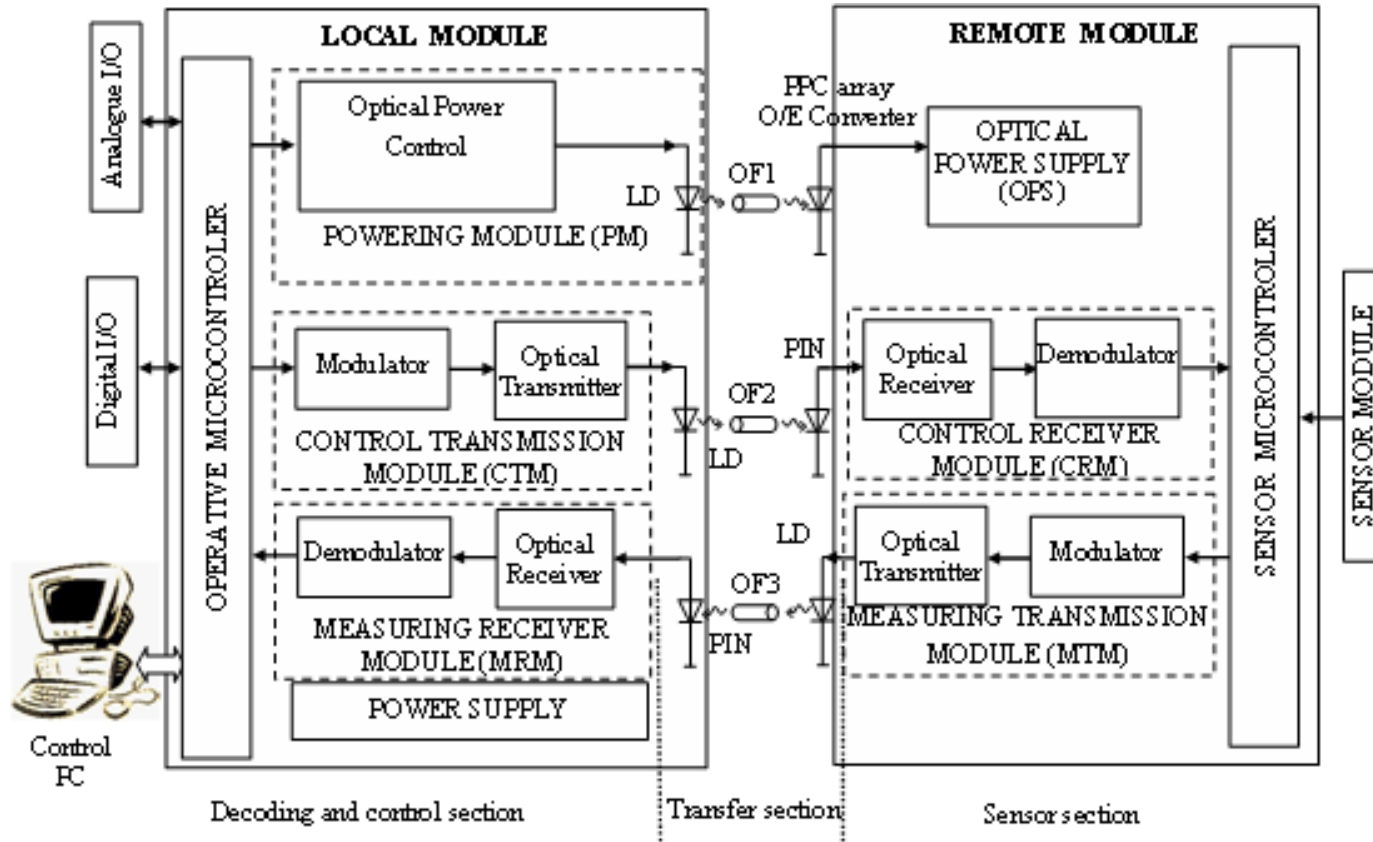 LOCAL MODULE
REMOTE MODULE
Analogue I/O
Digital I/O
OPERATIVE MICROCONTROLER
Optical Power
Control
POWERING MODULE (PM)
LD
OF1
PPC array
O/E Converter
OPTICAL
POWER SUPPLY
(OPS)
Modulator
Optical
Transmitter
CONTROL TRANSMISSION
MODULE (CTM)
LD
OF2
PIN
Optical
Receiver
Demodulator
CONTROL RECEIVER
MODULE (CRM)
Demodulator
Optical
Receiver
MEASURING RECEIVER
MODULE (MRM)
PIN
OF3
LD
Optical
Transmitter
Modulator
MEASURING TRANSMISSION
MODULE (MTM)
POWER SUPPLY
SENSOR MICROCONTROLER
SENSOR MODULE
Control
PC
Decoding and control section
Transfer section
Sensor section